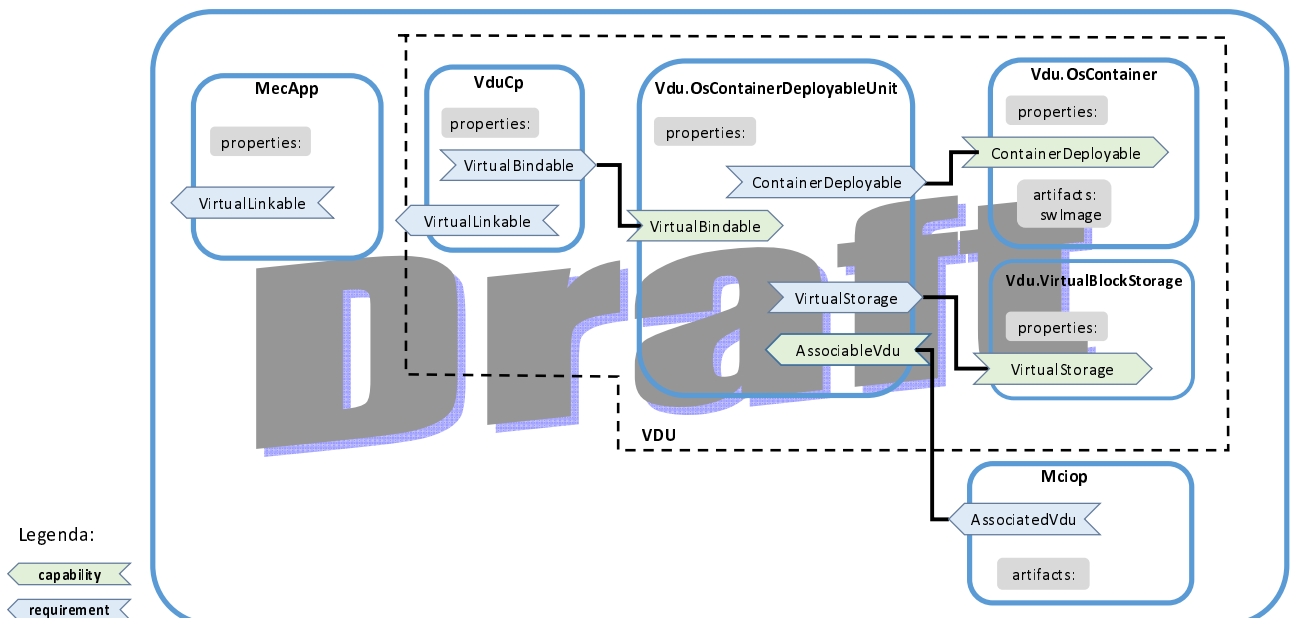 MecApp
properties:
VirtualLinkable
VduCp
properties:
VirtualBindable
VirtualLinkable
Vdu.OsContainerDeployableUnit
properties:
ContainerDeployable
VirtualBindable
VirtualStorage
AssociableVdu
Vdu.OsContainer
properties:
ContainerDeployable
artifacts:
swImage
Vdu.VirtualBlockStorage
properties:
VirtualStorage
VDU
Mciop
AssociatedVdu
artifacts:
Draft
Legenda:
capability
requirement